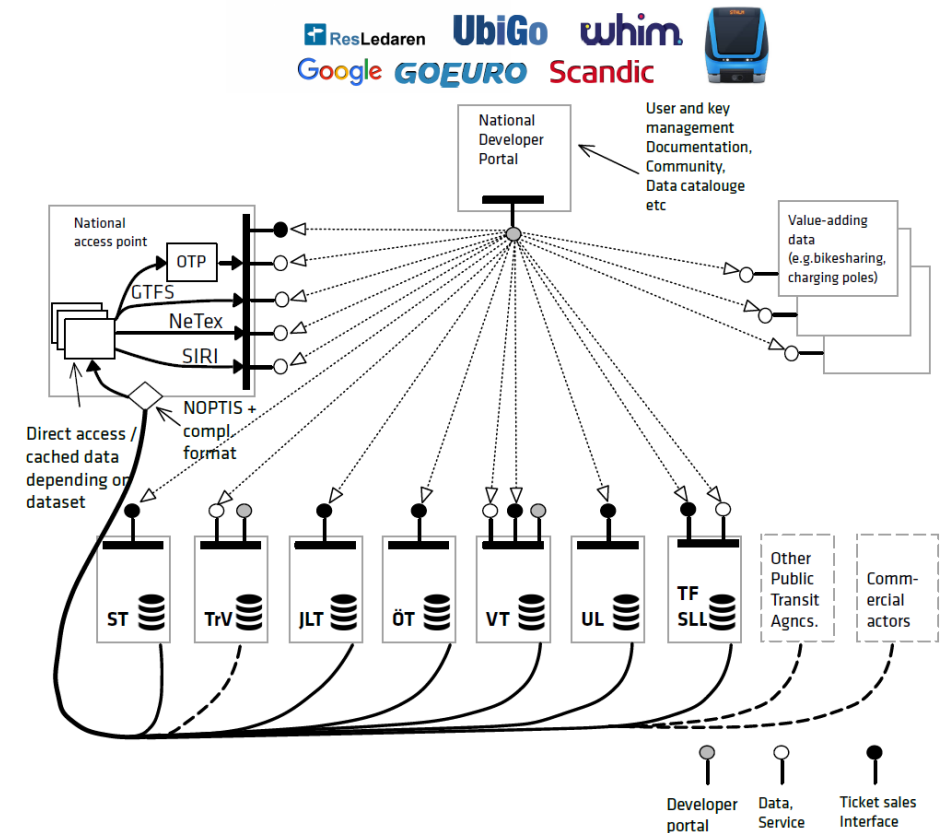 ResLedaren
UbiGo
whim
Google
GOEURO
Scandic
National
Developer
Portal
User and key
management
Documentation,
Community,
Data catalouge
etc
National
access point
OTP
GTFS
NeTex
SIRI
Value-adding
data
(e.g.bikesharing,
charging poles)
NOPTIS +
compl.
format
Direct access /
cached data
depending on
dataset
ST
TrV
JLT
ÖT
VT
UL
TF
SLL
Other
Public
Transit
Agncs.
Comm-
ercial
actors
Developer
portal
Data,
Service
Ticket sales
Interface